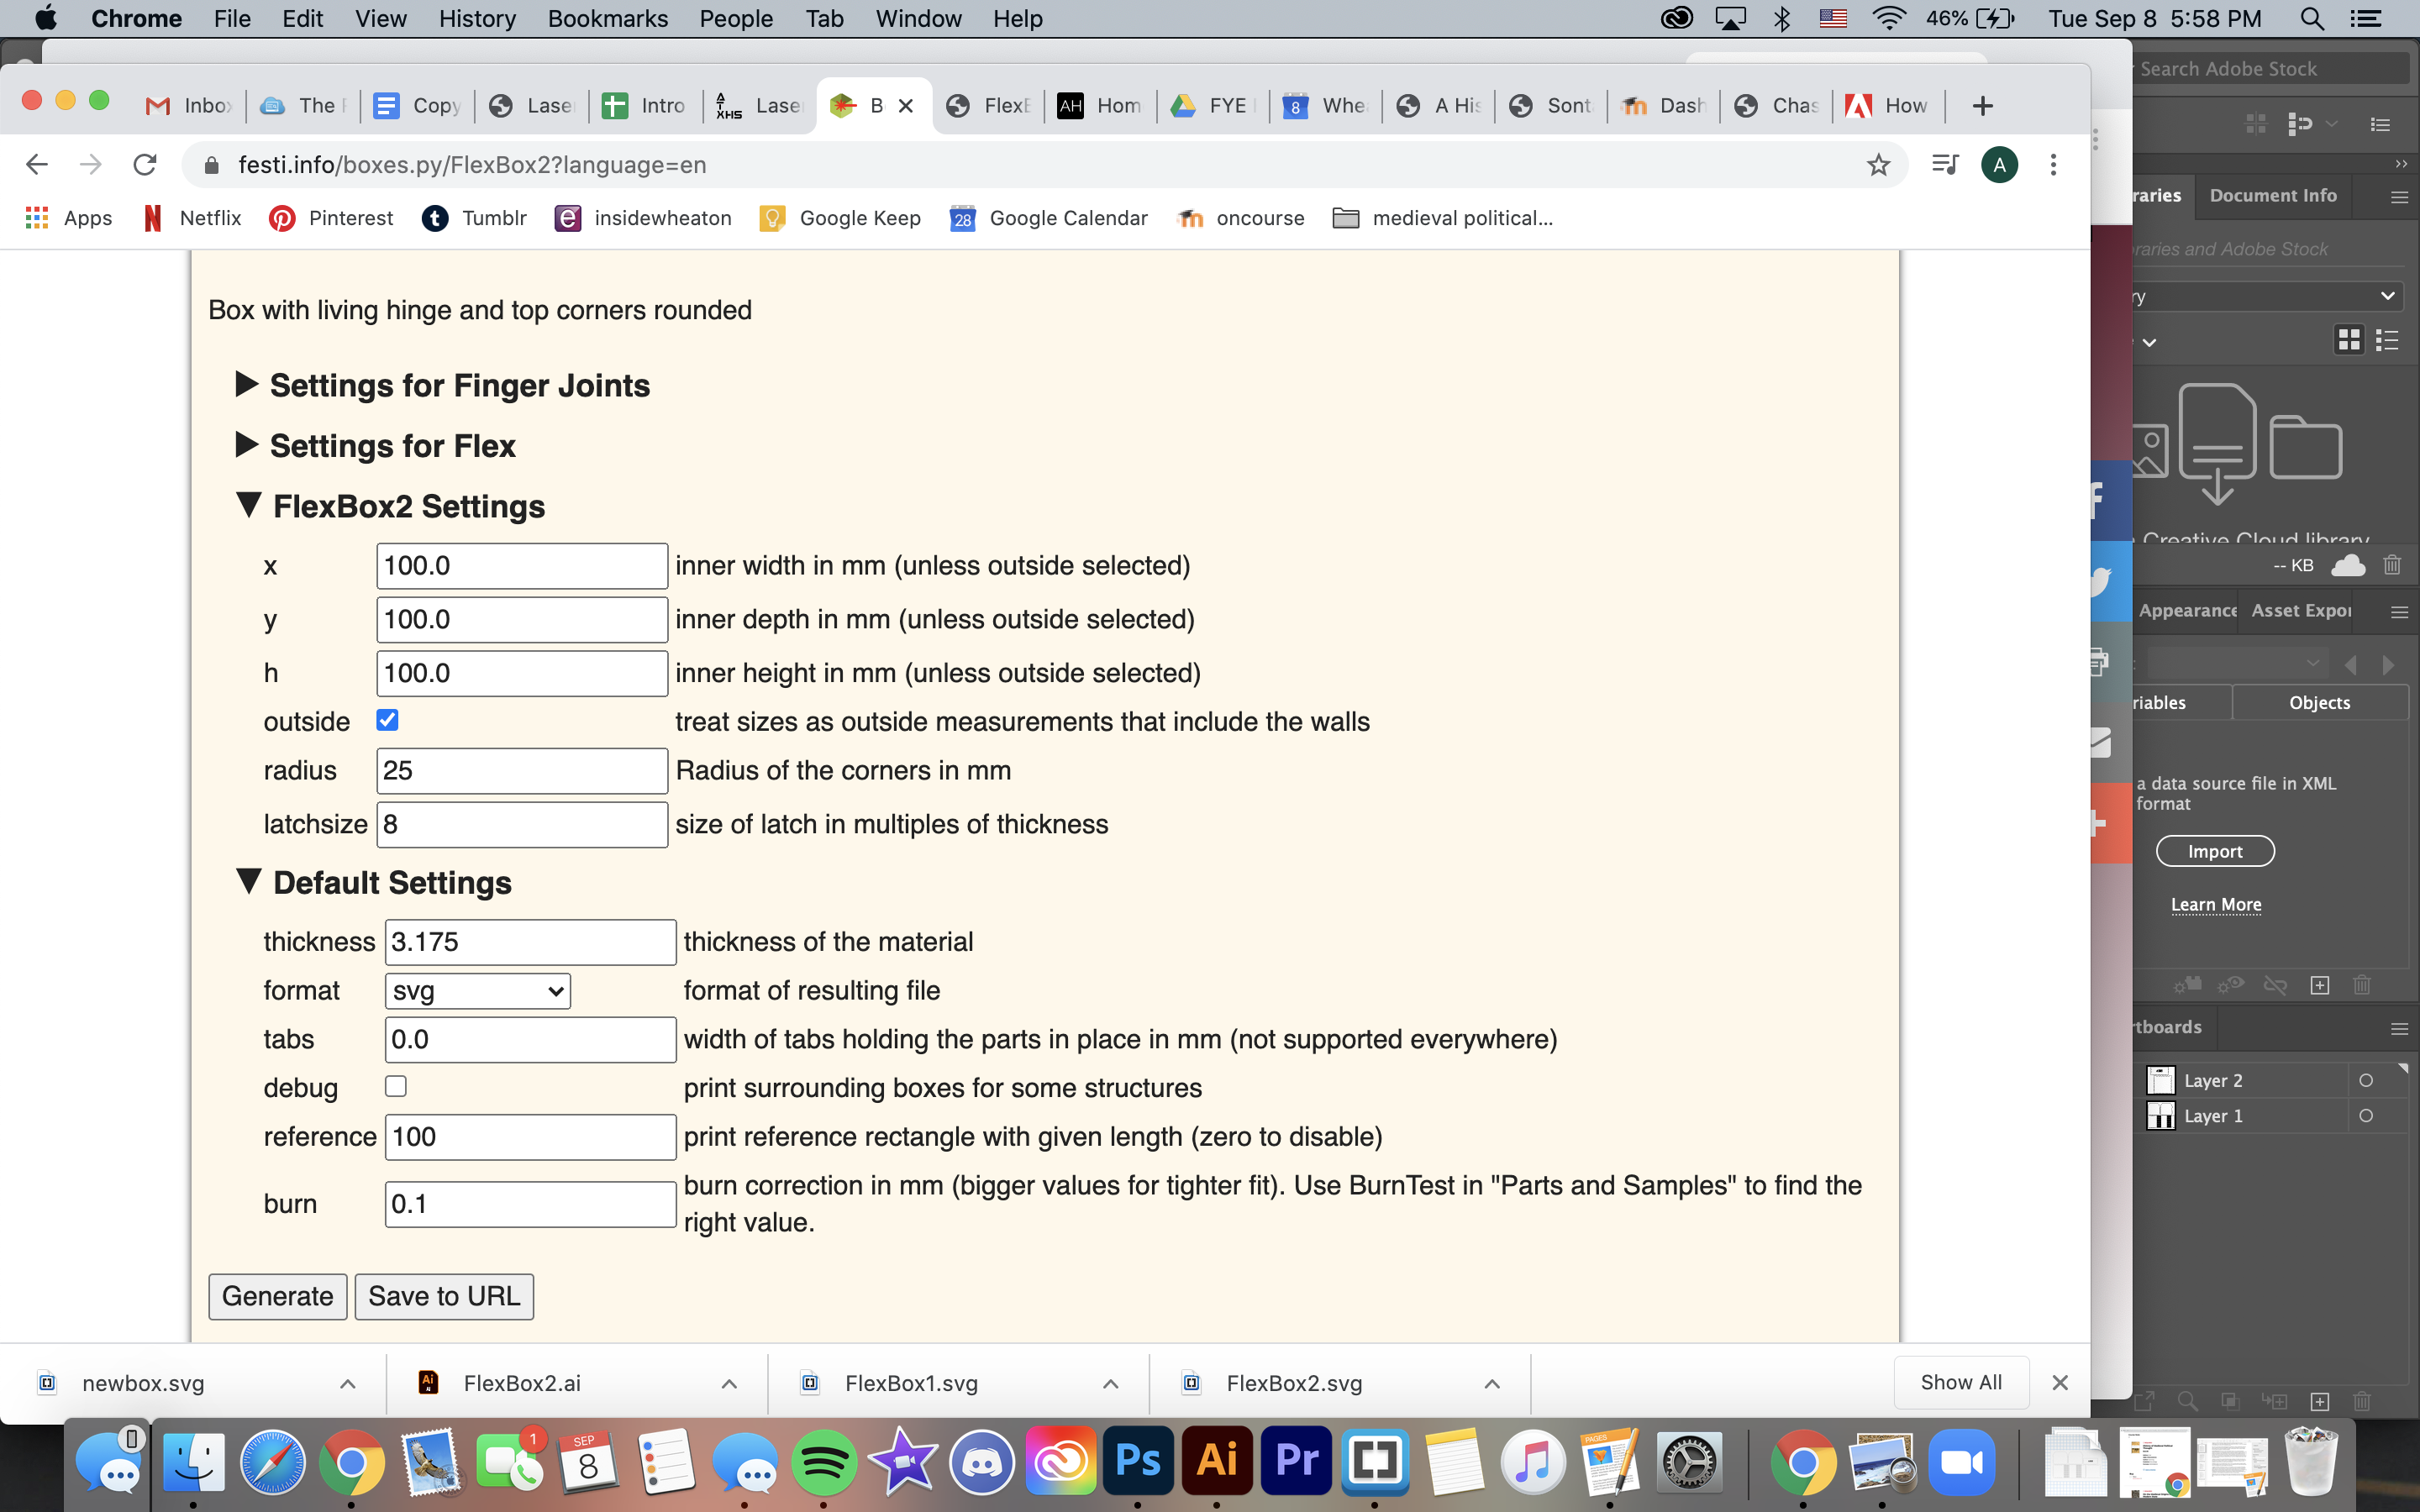 Chrome File Edit View History Bookmarks People Tab Window Help 46% Tue Sep 8 5:58 PM
Search Adobe Stock
Inbo The Copy Lase Intro Lase B FlexE AH Hom FYE 8 Whe A His Sont Dash Chas How
festi.info/boxes.py/FlexBox2?language=en A
Document Info
Apps Netflix Pinterest Tumblr insidewheaton Google Keep 28 Google Calendar oncourse medieval political...
raries and Adobe Stock
Box with living hinge and top corners rounded
Settings for Finger Joints
Settings for Flex
FlexBox2 Settings
Creative Cloud library
x 100.0 inner width in mm (unless outside selected)
-- KB
y 100.0 inner depth in mm (unless outside selected)
Appearance Asset Expor
h 100.0 inner height in mm (unless outside selected)
outside treat sizes as outside measurements that include the walls
riables Objects
radius 25 Radius of the corners in mm
a data source file in XML
format
latchsize 8 size of latch in multiples of thickness
Import
Default Settings
Learn More
thickness 3.175 thickness of the material
format svg format of resulting file
tabs 0.0 width of tabs holding the parts in place in mm (not supported everywhere)
rtboards
debug print surrounding boxes for some structures
Layer 2
Layer 1
reference 100 print reference rectangle with given length (zero to disable)
burn 0.1 burn correction in mm (bigger values for tighter fit). Use BurnTest in "Parts and Samples" to find the
right value.
Generate Save to URL
newbox.svg Ai FlexBox2.ai FlexBox1.svg FlexBox2.svg Show All
1 SEP 8 Ps Ai Pr PAGES